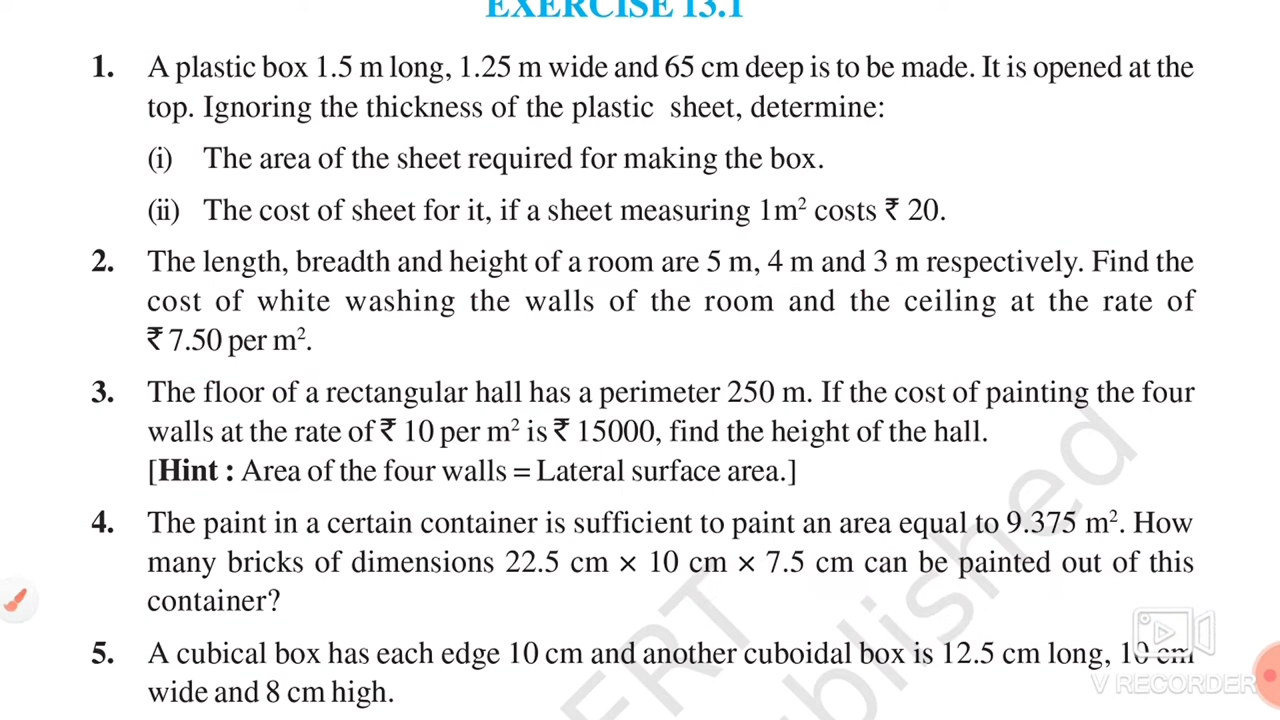 EXERCISE 13.1
1. A plastic box 1.5 m long, 1.25 m wide and 65 cm deep is to be made. It is opened at the
top. Ignoring the thickness of the plastic sheet, determine:
(i) The area of the sheet required for making the box.
(ii) The cost of sheet for it, if a sheet measuring 1m² costs ₹ 20.
2. The length, breadth and height of a room are 5 m, 4 m and 3 m respectively. Find the
cost of white washing the walls of the room and the ceiling at the rate of
₹ 7.50 per m².
3. The floor of a rectangular hall has a perimeter 250 m. If the cost of painting the four
walls at the rate of ₹ 10 per m² is ₹ 15000, find the height of the hall.
[Hint : Area of the four walls = Lateral surface area.]
4. The paint in a certain container is sufficient to paint an area equal to 9.375 m². How
many bricks of dimensions 22.5 cm × 10 cm × 7.5 cm can be painted out of this
container?
5. A cubical box has each edge 10 cm and another cuboidal box is 12.5 cm long, 10 cm
wide and 8 cm high.
V RECORDER